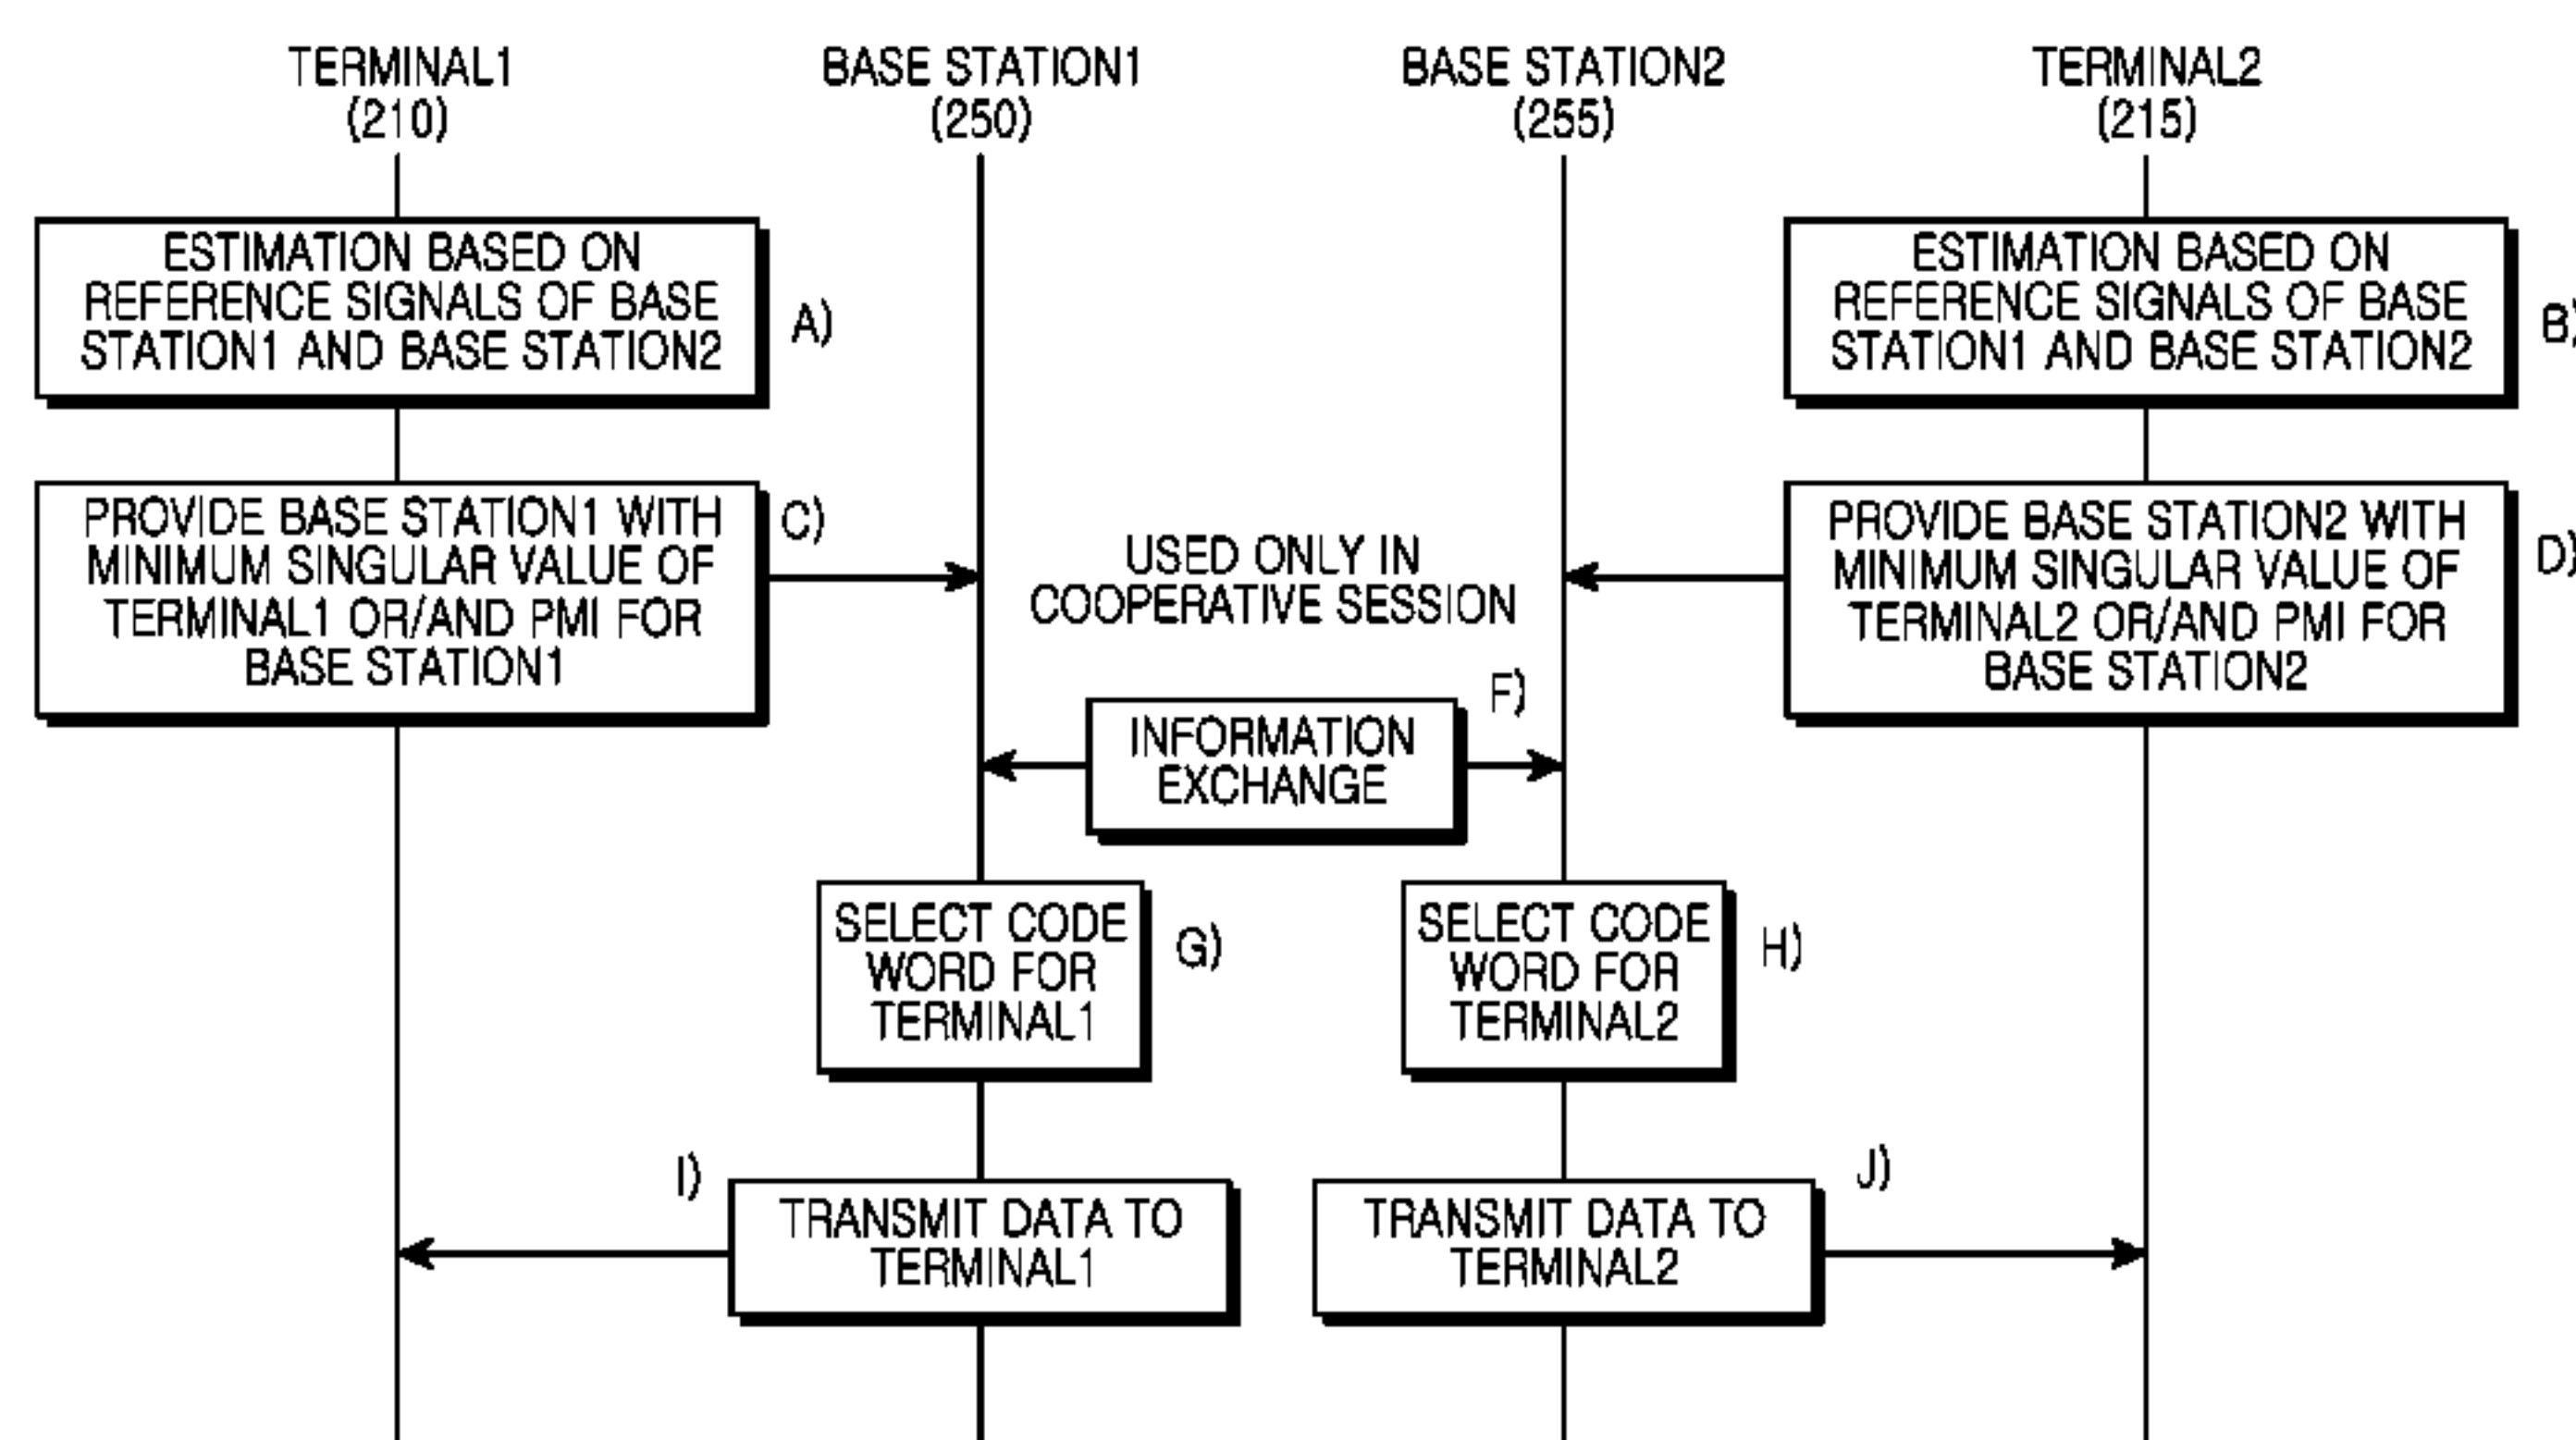 TERMINAL1
(210)
BASE STATION1
(250)
BASE STATION2
(255)
TERMINAL2
(215)
ESTIMATION BASED ON
REFERENCE SIGNALS OF BASE
STATION1 AND BASE STATION2
A)
ESTIMATION BASED ON
REFERENCE SIGNALS OF BASE
STATION1 AND BASE STATION2
B)
PROVIDE BASE STATION1 WITH
MINIMUM SINGULAR VALUE OF
TERMINAL1 OR/AND PMI FOR
BASE STATION1
C)
USED ONLY IN
COOPERATIVE SESSION
PROVIDE BASE STATION2 WITH
MINIMUM SINGULAR VALUE OF
TERMINAL2 OR/AND PMI FOR
BASE STATION2
D)
F)
INFORMATION
EXCHANGE
SELECT CODE
WORD FOR
TERMINAL1
G)
SELECT CODE
WORD FOR
TERMINAL2
H)
I)
TRANSMIT DATA TO
TERMINAL1
TRANSMIT DATA TO
TERMINAL2
J)